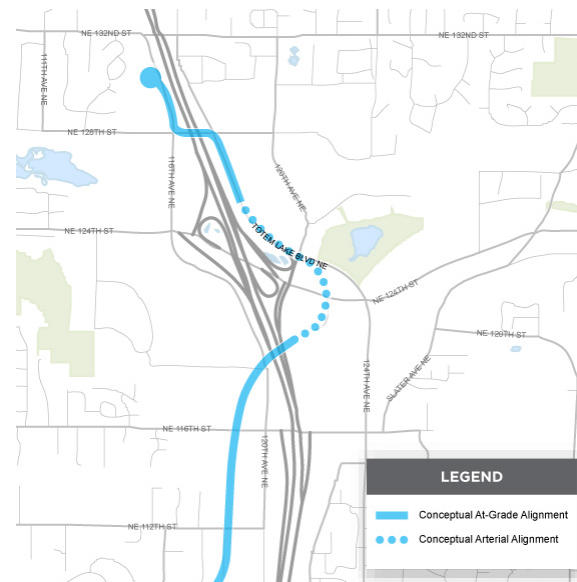 NE 132ND ST
NE 132ND ST
111TH AVE NE
NE 128TH ST
116TH AVE NE
120TH AVE NE
NE 124TH ST
TOTEM LAKE BLVD NE
NE 124TH ST
NE 120TH ST
124TH AVE NE
SLATER AVE NE
NE 116TH ST
120TH AVE NE
NE 112TH ST
LEGEND
Conceptual At-Grade Alignment
Conceptual Arterial Alignment